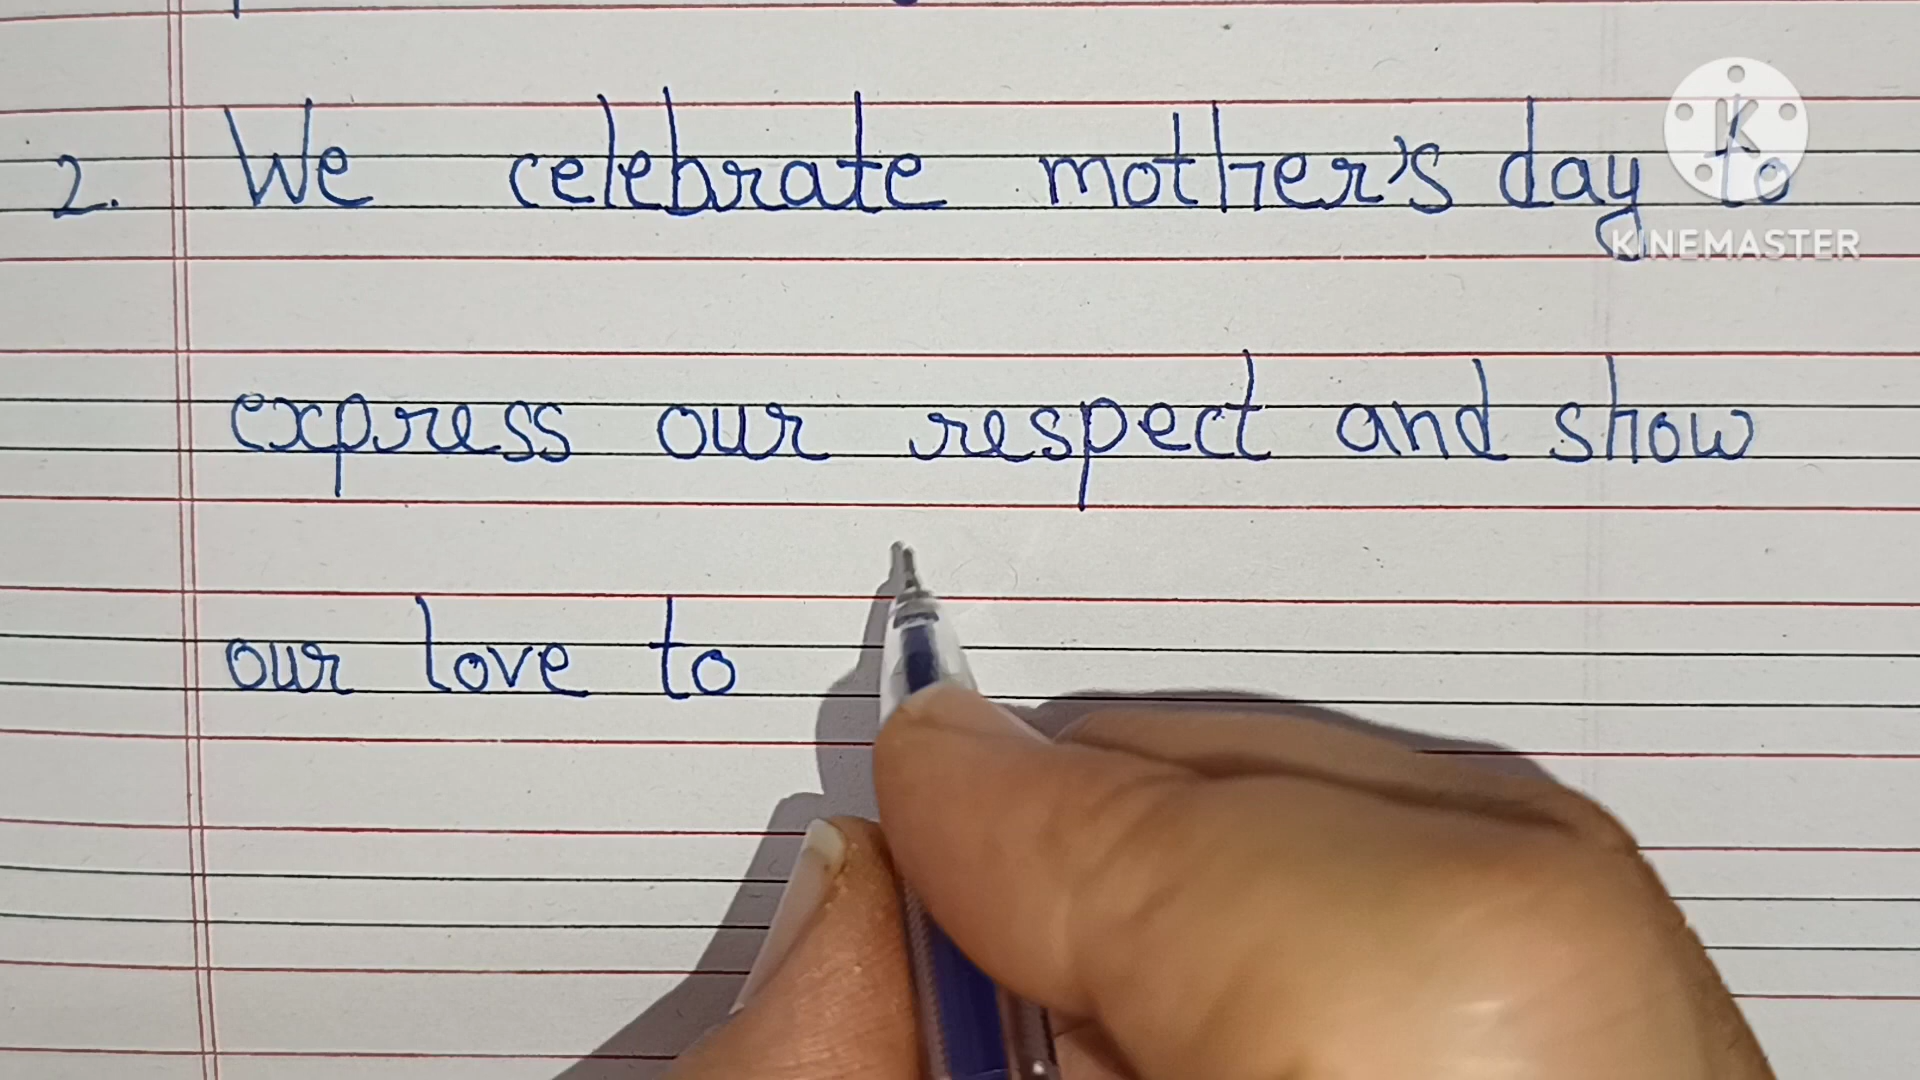 2. We celebrate mother's day to
KINEMASTER
express our respect and show
our love to